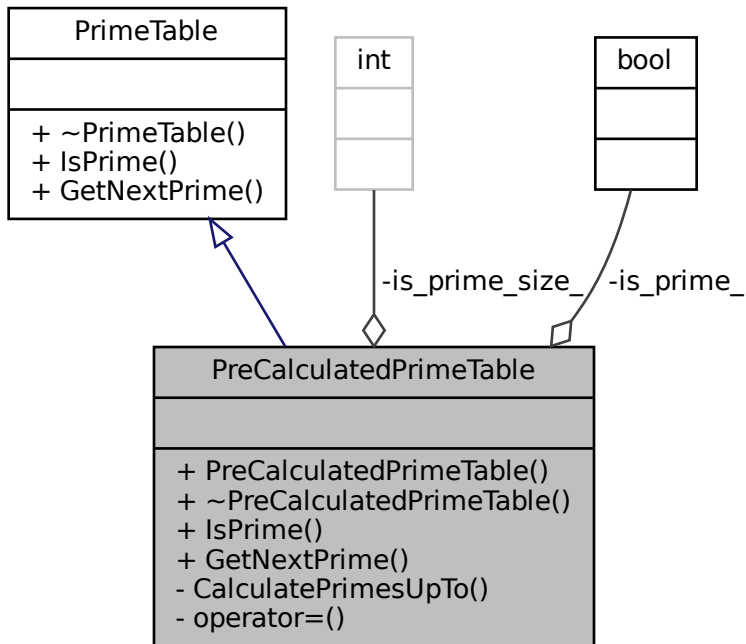 PrimeTable
+ ~PrimeTable()
+ IsPrime()
+ GetNextPrime()
int
bool
-is_prime_size_
-is_prime_
PreCalculatedPrimeTable
+ PreCalculatedPrimeTable()
+ ~PreCalculatedPrimeTable()
+ IsPrime()
+ GetNextPrime()
- CalculatePrimesUpTo()
- operator=()